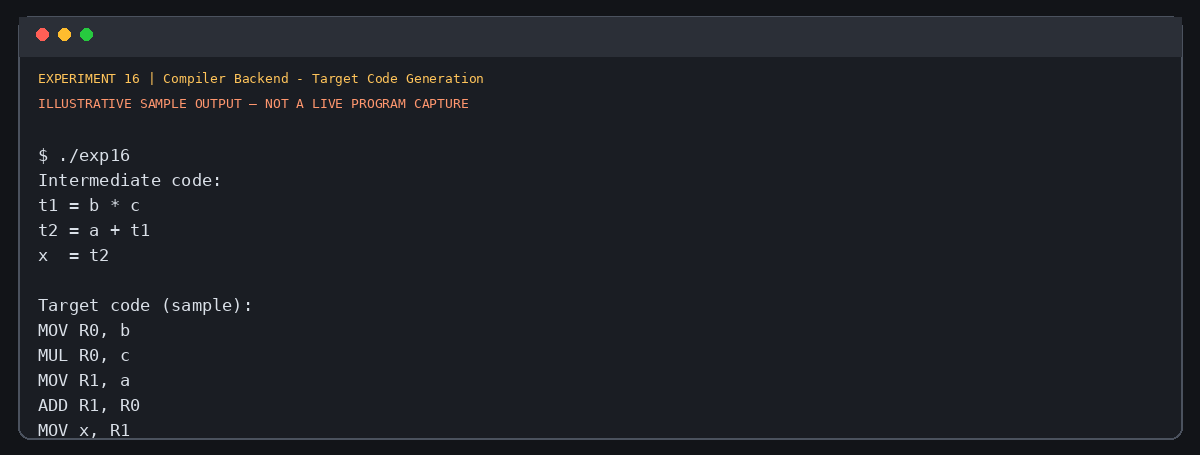 EXPERIMENT 16 | Compiler Backend - Target Code Generation
ILLUSTRATIVE SAMPLE OUTPUT — NOT A LIVE PROGRAM CAPTURE
$ ./exp16
Intermediate code:
t1 = b * c
t2 = a + t1
x  = t2
Target code (sample):
MOV R0, b
MUL R0, c
MOV R1, a
ADD R1, R0
MOV x, R1